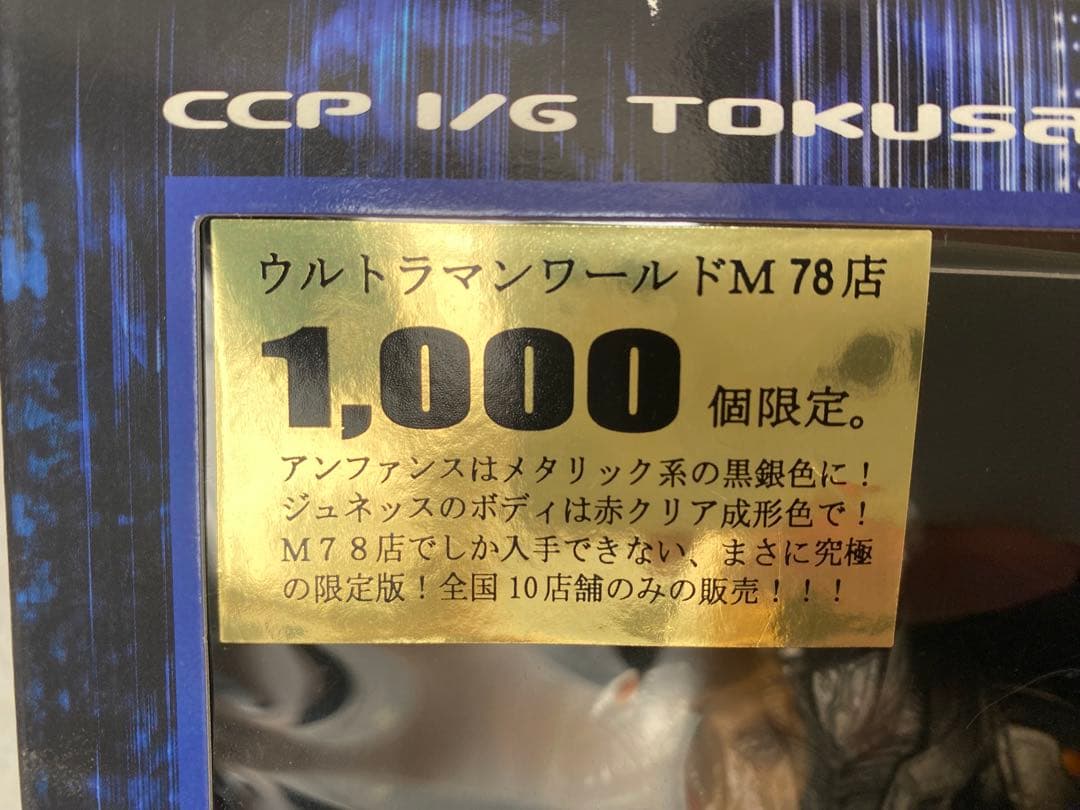 CCP 1/6 TOKUSA
ウルトラマンワールドM78店
1,000個限定。
アンファンスはメタリック系の黒銀色に！
ジュネッスのボディは赤クリア成形色で！
M７８店でしか入手できない、まさに究極
の限定版！全国10店舗のみの販売！！！